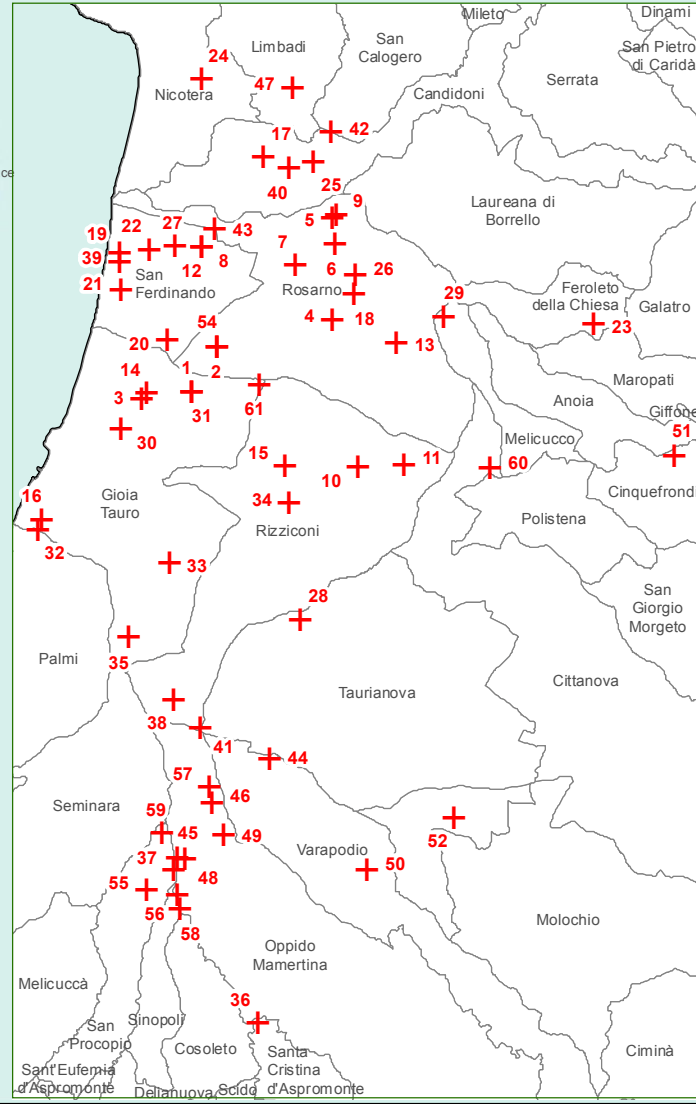 Mileto
Dinami
24
Limbadi
San
Calogero
San Pietro
di Caridà
47
Nicotera
Serrata
Candidoni
17
42
40
25
9
5
Laureana di
Borrello
19
22
27
43
39
12
8
7
6
26
21
San
Ferdinando
Rosarno
29
Feroleto
della Chiesa
Galatro
4
18
23
54
20
2
13
14
1
3
31
61
Maropati
Anoia
Giffone
30
51
Melicucco
15
10
11
60
Cinquefrondi
16
Gioia
Tauro
34
Rizziconi
Polistena
32
33
28
San
Giorgio
Morgeto
Palmi
35
Taurianova
Cittanova
38
41
44
57
46
Seminara
59
45
49
52
37
48
Varapodio
50
55
56
58
Molochio
Oppido
Mamertina
Melicuccà
36
San
Procopio
Sinopoli
Cosoleto
Santa
Cristina
d'Aspromonte
Ciminà
Sant'Eufemia
d'Aspromonte
Delianuova
Scido
ce